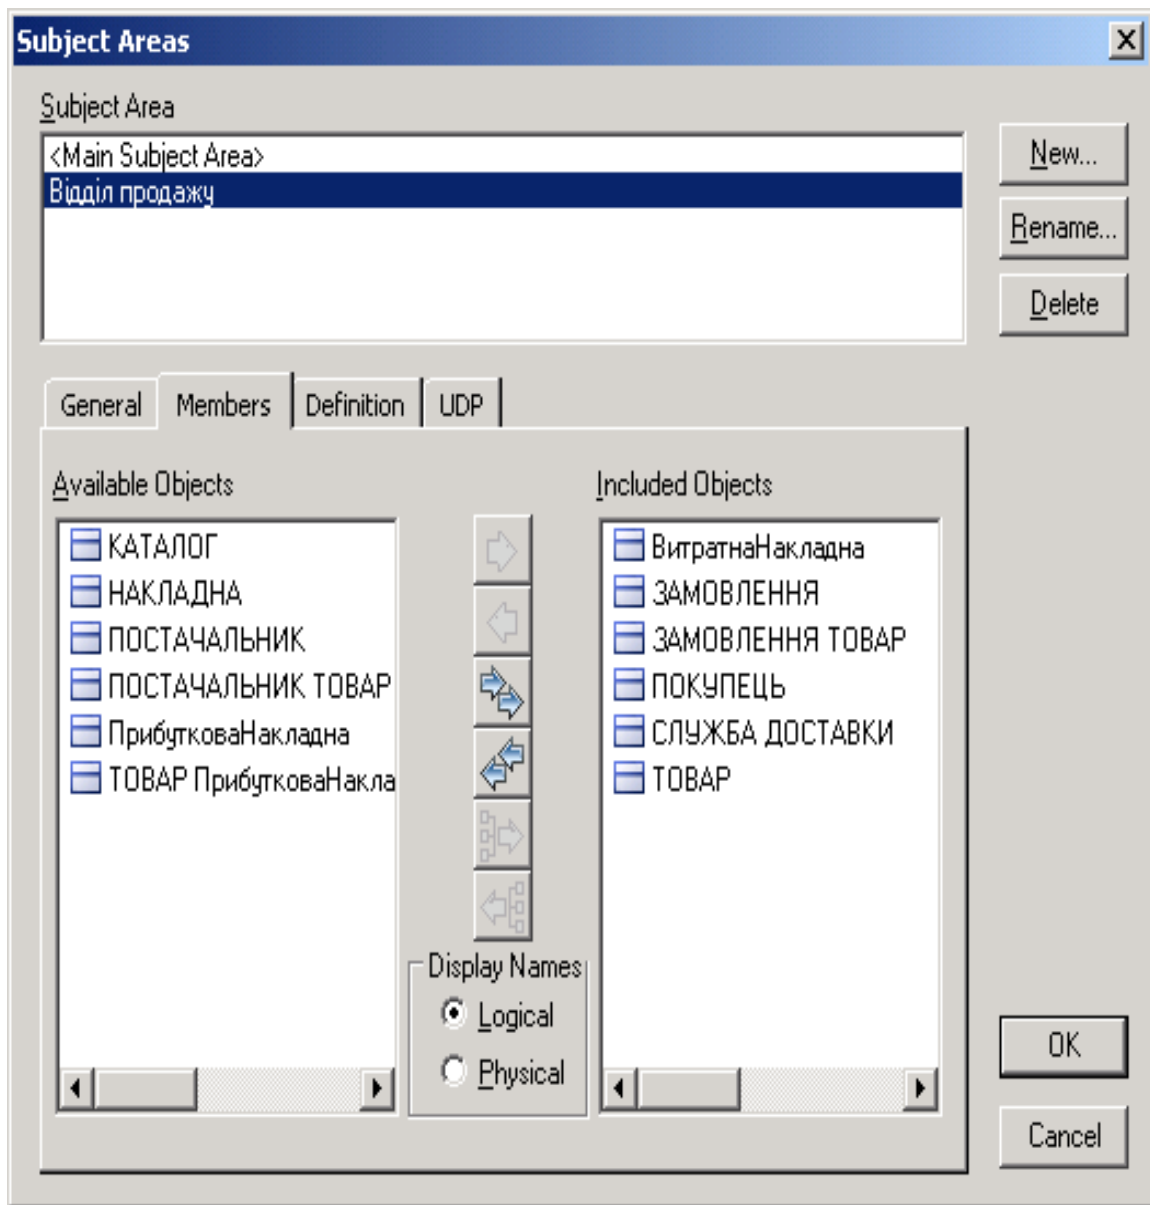 Subject Areas
Subject Area
<Main Subject Area>
Відділ продажу
New...
Rename...
Delete
General
Members
Definition
UDP
Available Objects
КАТАЛОГ
НАКЛАДНА
ПОСТАЧАЛЬНИК
ПОСТАЧАЛЬНИК ТОВАР
ПрибутковаНакладна
ТОВАР ПрибутковаНакла
Display Names
Logical
Physical
Included Objects
ВитратнаНакладна
ЗАМОВЛЕННЯ
ЗАМОВЛЕННЯ ТОВАР
ПОКУПЕЦЬ
СЛУЖБА ДОСТАВКИ
ТОВАР
OK
Cancel